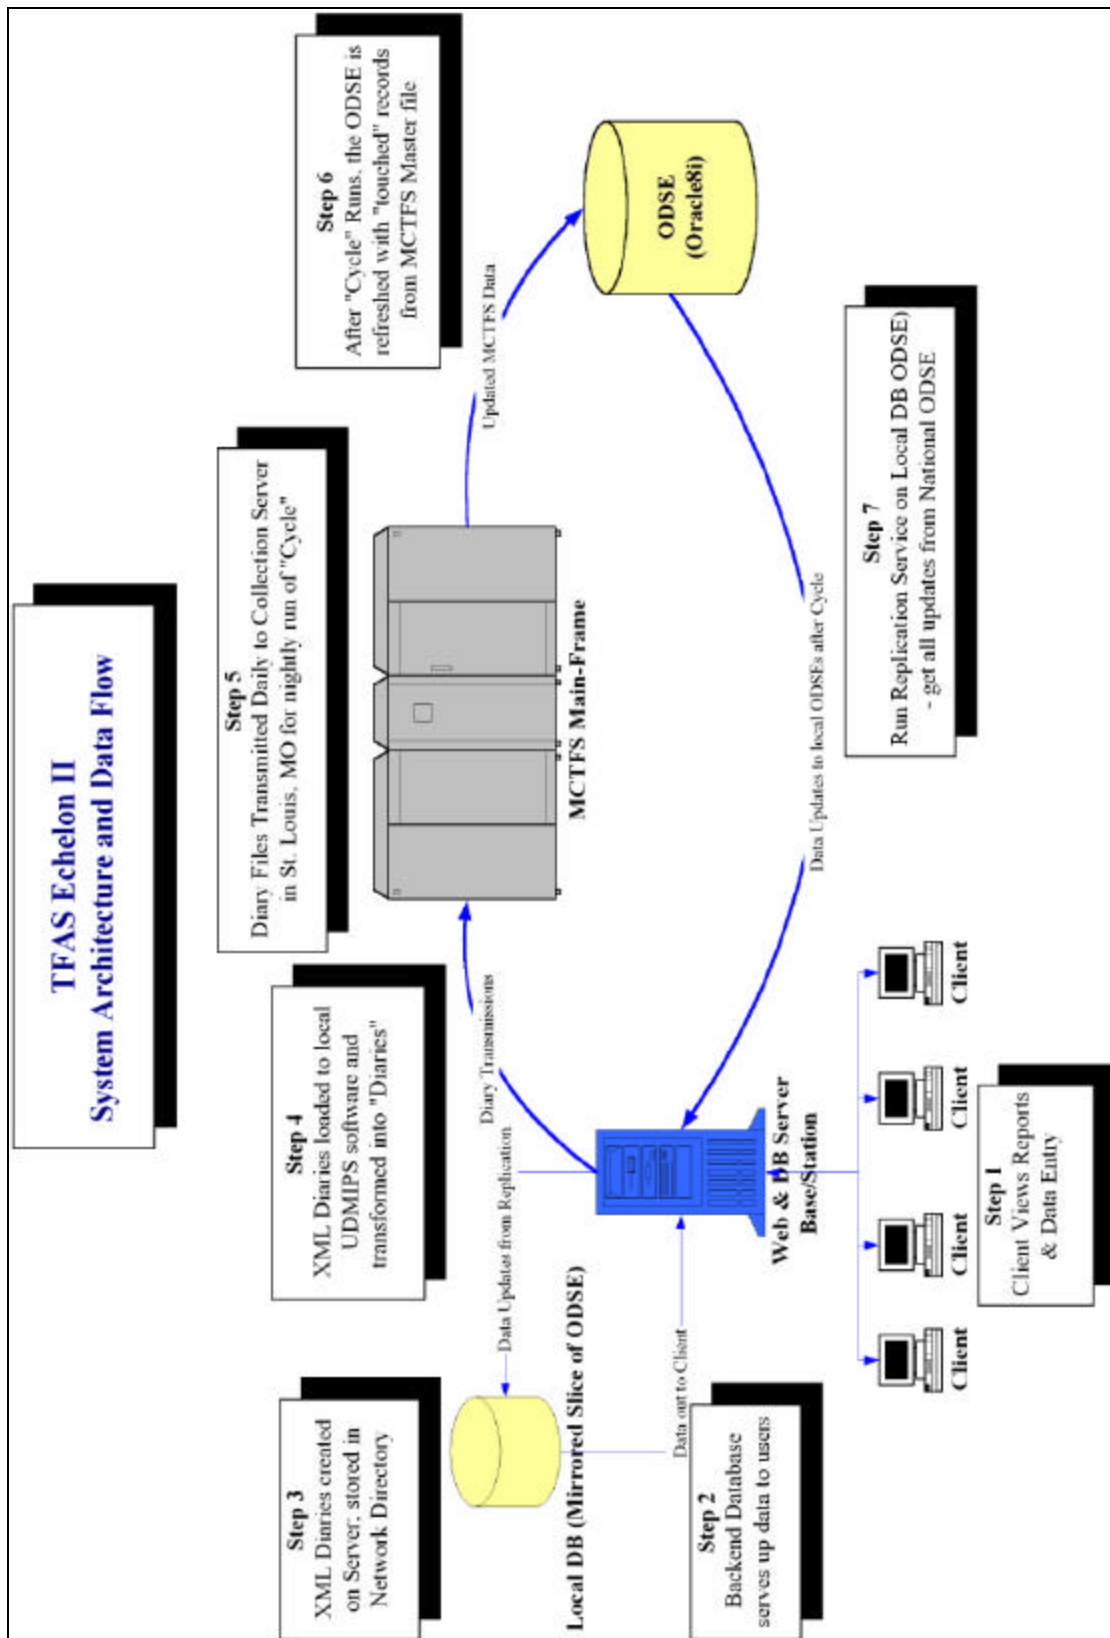 TFAS Echelon II
System Architecture and Data Flow
Step 3
XML Diaries created
on Server; stored in
Network Directory
Step 4
XML Diaries loaded to local
UDMIPS software and
transformed into "Diaries"
Step 5
Diary Files Transmitted Daily to Collection Server
in St. Louis, MO for nightly run of "Cycle"
Step 6
After "Cycle" Runs, the ODSE is
refreshed with "touched" records
from MCTFS Master file
Data Updates from Replication
Diary Transmissions
Updated MCTFS Data
MCTFS Main-Frame
ODSE
(Oracle8i)
Local DB (Mirrored Slice of ODSE)
Data out to Client
Web & DB Server
Base/Station
Data Updates to local ODSEs after Cycle
Step 2
Backend Database
serves up data to users
Client
Client
Client
Client
Step 1
Client Views Reports
& Data Entry
Step 7
Run Replication Service on Local DB ODSE)
- get all updates from National ODSE